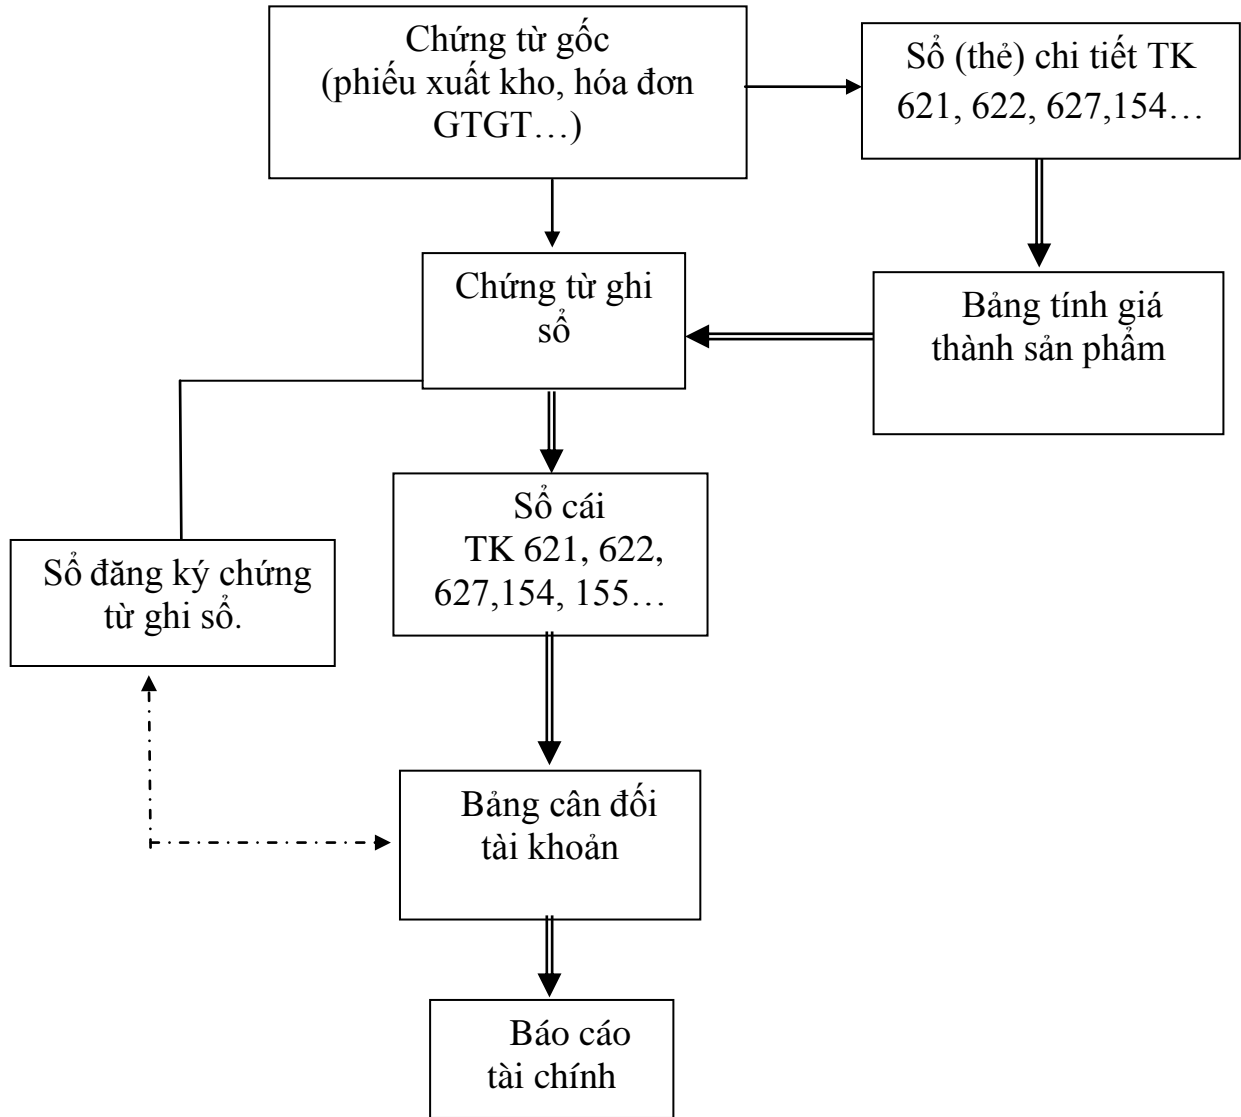 Chứng từ gốc
(phiếu xuất kho, hóa đơn
GTGT…)
Sổ (thẻ) chi tiết TK
621, 622, 627,154…
Chứng từ ghi
sổ
Bảng tính giá
thành sản phẩm
Sổ cái
TK 621, 622,
627,154, 155…
Sổ đăng ký chứng
từ ghi sổ.
Bảng cân đối
tài khoản
Báo cáo
tài chính